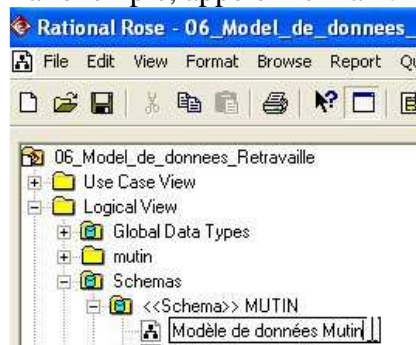 Rational Rose - 06_Model_de_donnees_
File Edit View Format Browse Report
06_Model_de_donnees_Retravaille
Use Case View
Logical View
Global Data Types
mutin
Schemas
<<Schema>> MUTIN
Modèle de données Mutin